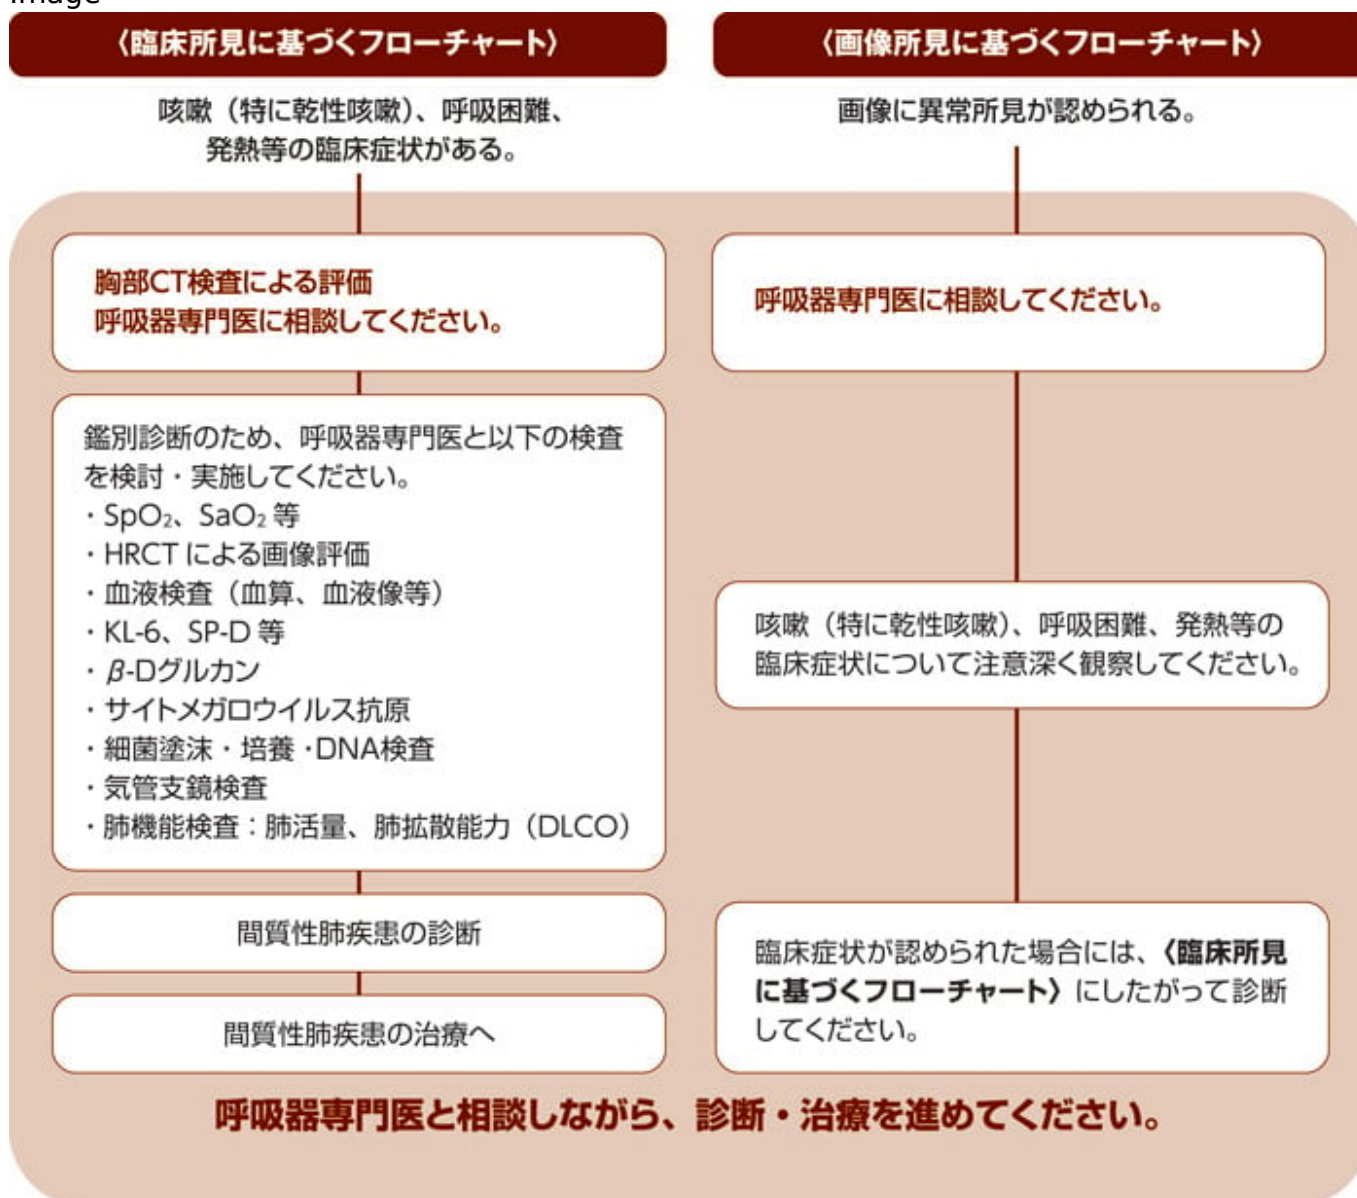 image
〈臨床所見に基づくフローチャート〉
咳嗽（特に乾性咳嗽）、呼吸困難、
発熱等の臨床症状がある。
胸部CT検査による評価
呼吸器専門医に相談してください。
鑑別診断のため、呼吸器専門医と以下の検査
を検討・実施してください。
・SpO₂、SaO₂ 等
・HRCT による画像評価
・血液検査（血算、血液像等）
・KL-6、SP-D 等
・β-Dグルカン
・サイトメガロウイルス抗原
・細菌塗沫・培養・DNA検査
・気管支鏡検査
・肺機能検査：肺活量、肺拡散能力（DLCO）
間質性肺疾患の診断
間質性肺疾患の治療へ
〈画像所見に基づくフローチャート〉
画像に異常所見が認められる。
呼吸器専門医に相談してください。
咳嗽（特に乾性咳嗽）、呼吸困難、発熱等の
臨床症状について注意深く観察してください。
臨床症状が認められた場合には、〈臨床所見
に基づくフローチャート〉にしたがって診断
してください。
呼吸器専門医と相談しながら、診断・治療を進めてください。